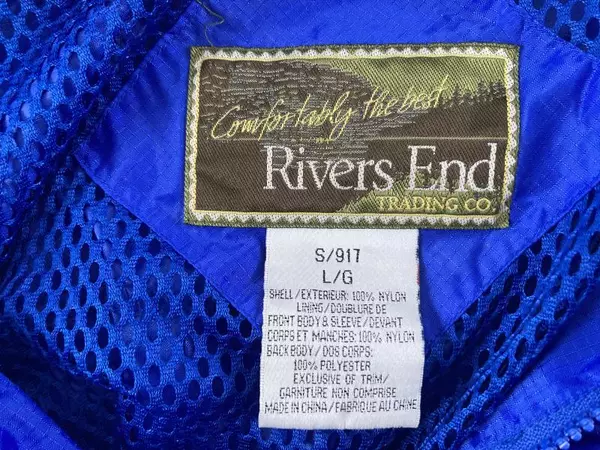 Comfortably the best
Rivers End
TRADING CO.
S/917
L/G
SHELL/EXTERIEUR: 100% NYLON
LINING/DOUBLURE DE
FRONT BODY & SLEEVE/DEVANT
CORPS ET MANCHES: 100% NYLON
BACK BODY/DOS CORPS:
100% POLYESTER
EXCLUSIVE OF TRIM/
GARNITURE NON COMPRISE
MADE IN CHINA/FABRIQUE AU CHINE